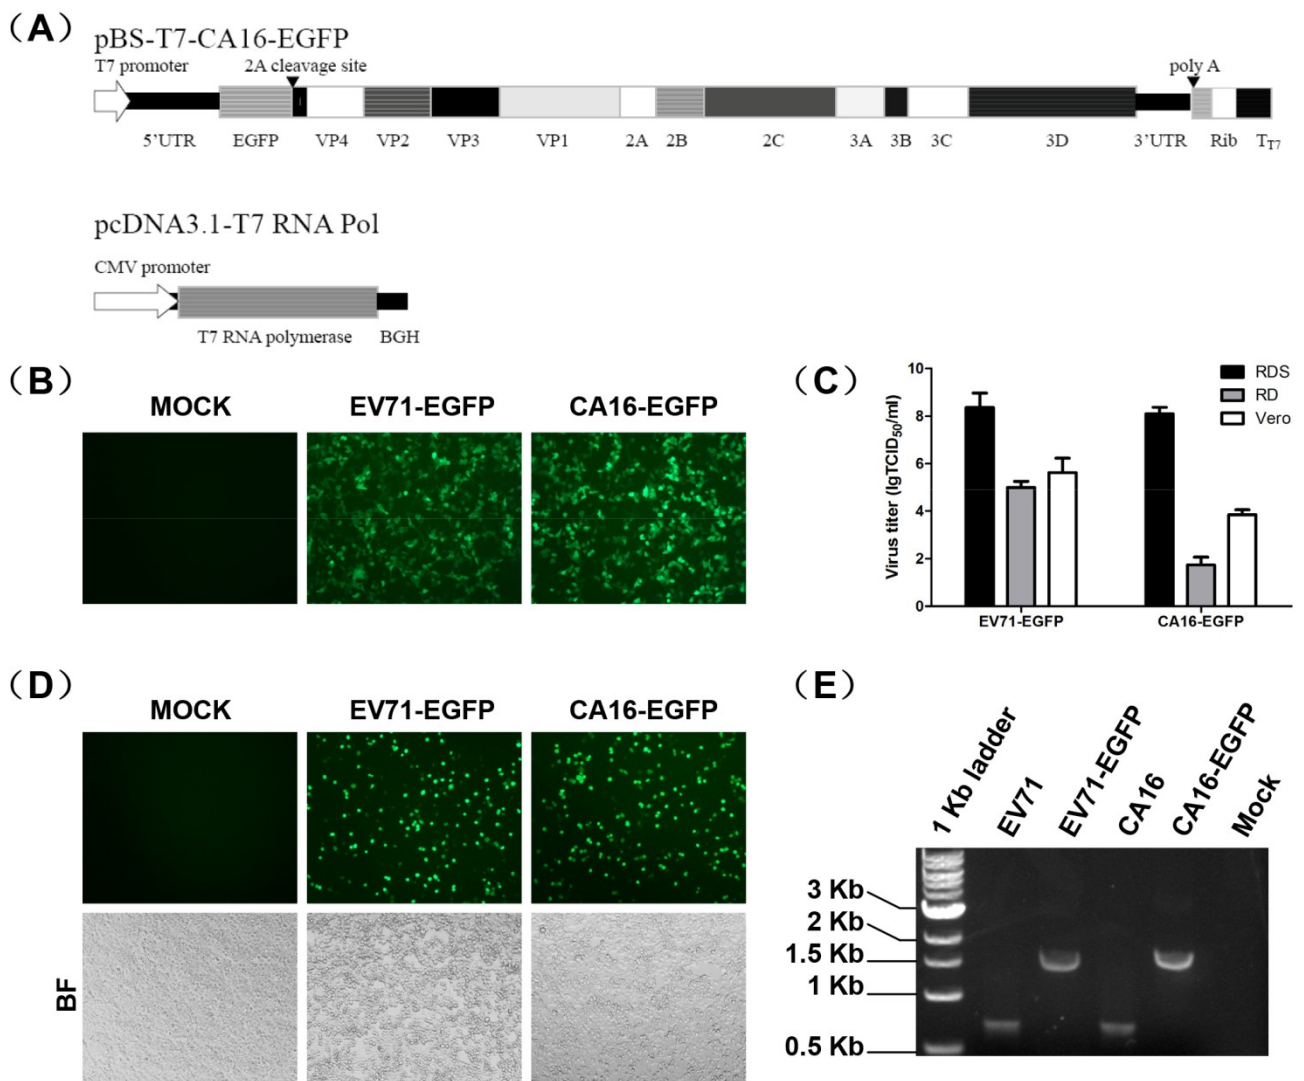 (A)
pBS-T7-CA16-EGFP
T7 promoter 2A cleavage site poly A
5'UTR EGFP VP4 VP2 VP3 VP1 2A 2B 2C 3A 3B 3C 3D 3'UTR Rib TT7
pcDNA3.1-T7 RNA Pol
CMV promoter
T7 RNA polymerase BGH
(B)
MOCK EV71-EGFP CA16-EGFP
(C)
Virus titer (lgTCID50/ml)
10
8
6
4
2
0
EV71-EGFP CA16-EGFP
RDS
RD
Vero
(D)
MOCK EV71-EGFP CA16-EGFP
BF
(E)
1 Kb ladder
EV71
EV71-EGFP
CA16
CA16-EGFP
Mock
3 Kb
2 Kb
1.5 Kb
1 Kb
0.5 Kb